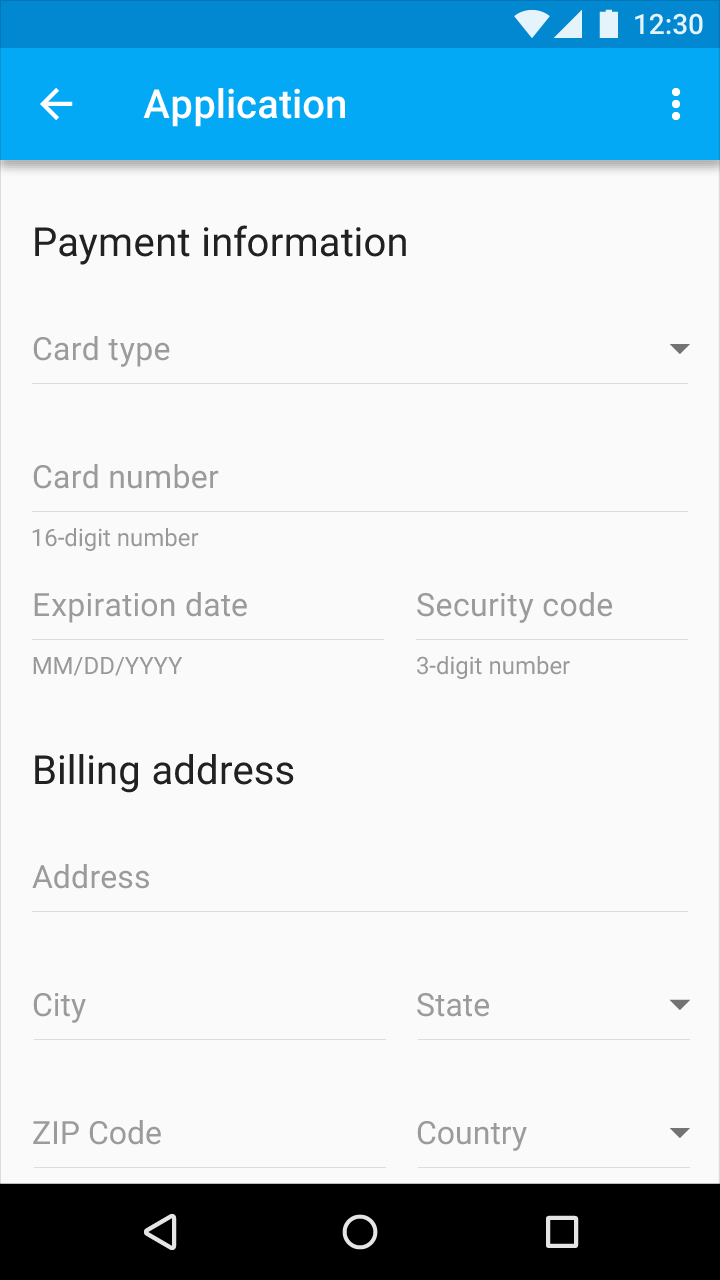 12:30
Application
Payment information
Card type
Card number
16-digit number
Expiration date Security code
MM/DD/YYYY 3-digit number
Billing address
Address
City State
ZIP Code Country